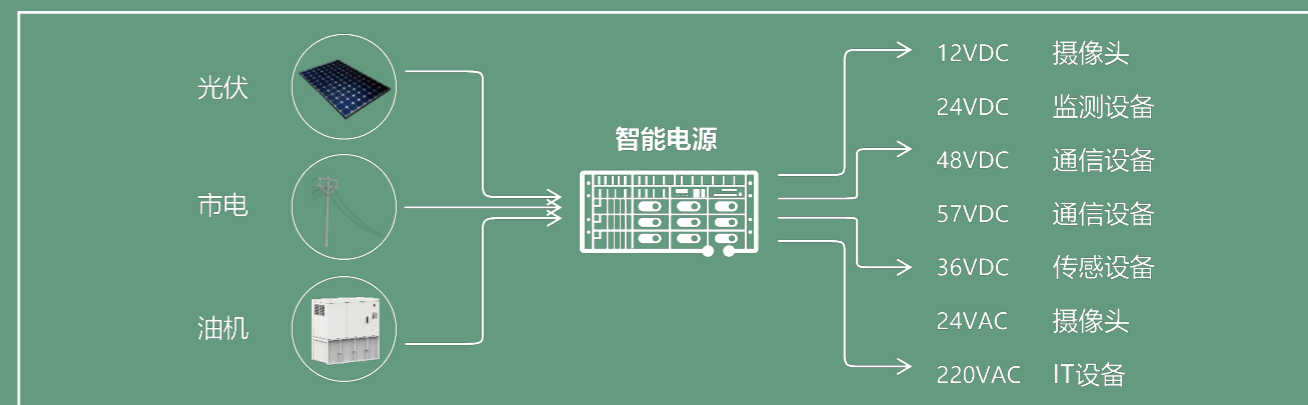 光伏
市电
油机
智能电源
12VDC 摄像头
24VDC 监测设备
48VDC 通信设备
57VDC 通信设备
36VDC 传感设备
24VAC 摄像头
220VAC IT设备